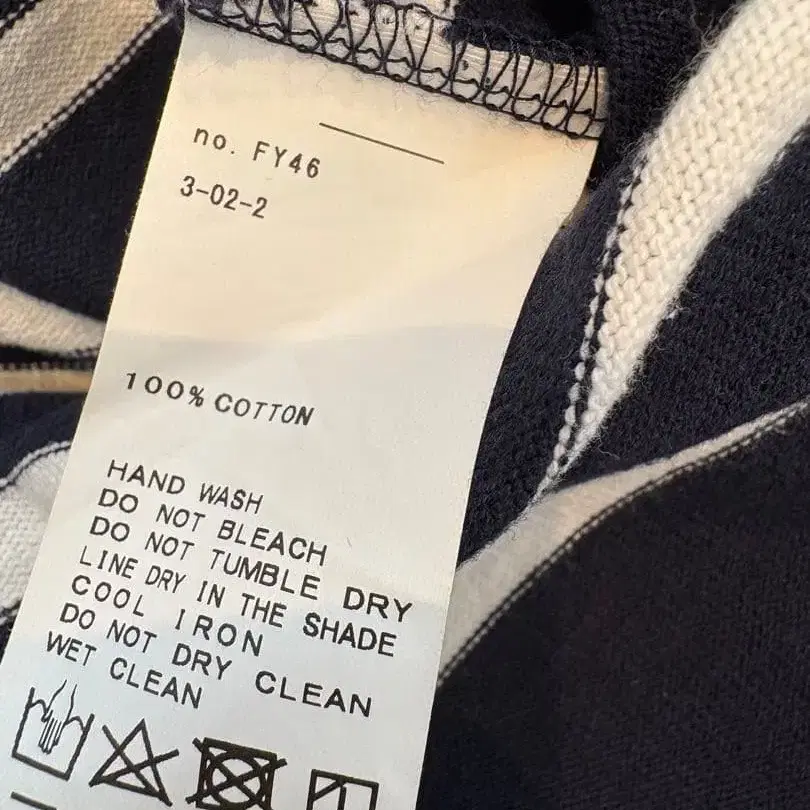 no. FY46
3-02-2
100% COTTON
HAND WASH
DO NOT BLEACH
DO NOT TUMBLE DRY
LINE DRY IN THE SHADE
COOL IRON
DO NOT DRY CLEAN
WET CLEAN